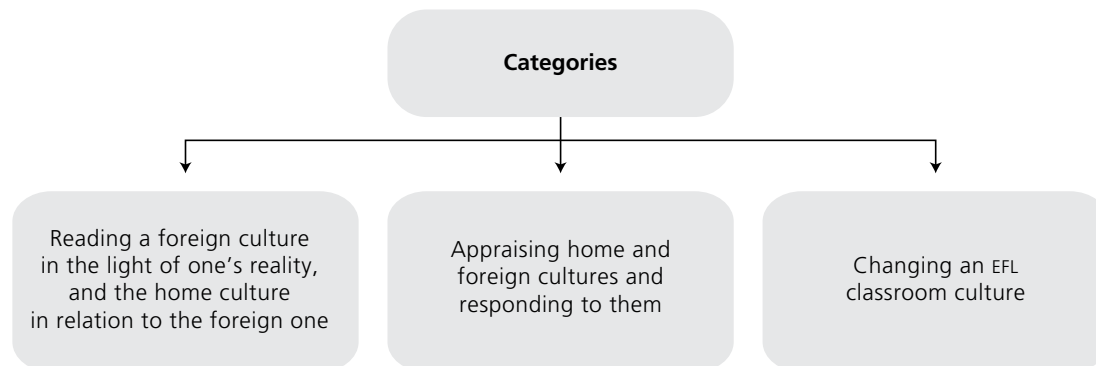 Categories
Reading a foreign culture
in the light of one’s reality,
and the home culture
in relation to the foreign one
Appraising home and
foreign cultures and
responding to them
Changing an EFL
classroom culture